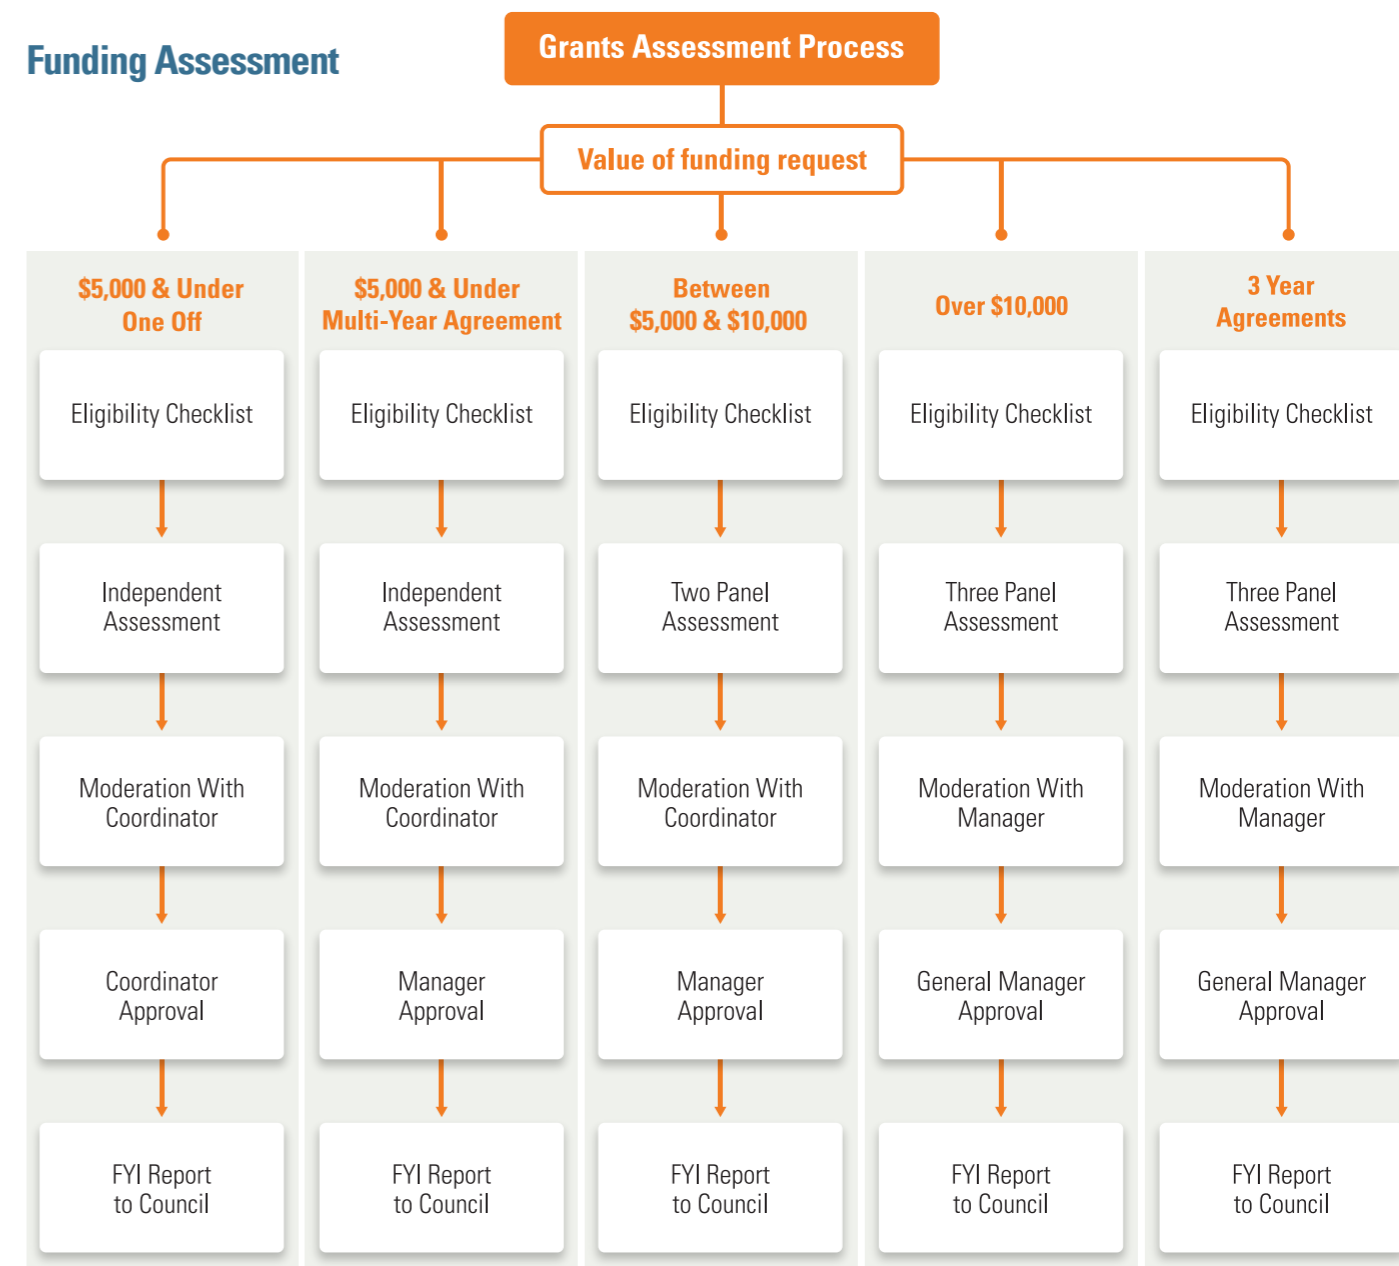 Funding Assessment
Grants Assessment Process
Value of funding request
$5,000 & Under
One Off
Eligibility Checklist
Independent
Assessment
Moderation With
Coordinator
Coordinator
Approval
FYI Report
to Council
$5,000 & Under
Multi-Year Agreement
Eligibility Checklist
Independent
Assessment
Moderation With
Coordinator
Manager
Approval
FYI Report
to Council
Between
$5,000 & $10,000
Eligibility Checklist
Two Panel
Assessment
Moderation With
Coordinator
Manager
Approval
FYI Report
to Council
Over $10,000
Eligibility Checklist
Three Panel
Assessment
Moderation With
Manager
General Manager
Approval
FYI Report
to Council
3 Year
Agreements
Eligibility Checklist
Three Panel
Assessment
Moderation With
Manager
General Manager
Approval
FYI Report
to Council